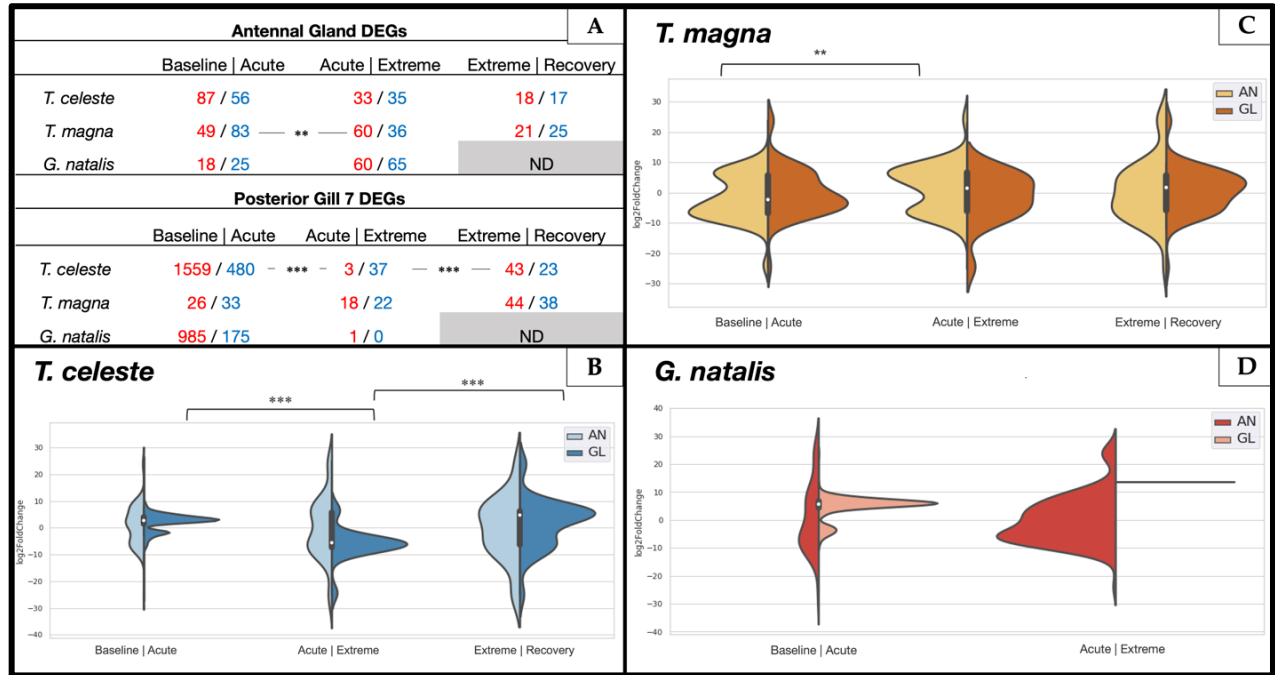 A
Antennal Gland DEGs
Baseline | Acute Acute | Extreme Extreme | Recovery
T. celeste 87 / 56 33 / 35 18 / 17
T. magna 49 / 83 — ** — 60 / 36 21 / 25
G. natalis 18 / 25 60 / 65 ND
Posterior Gill 7 DEGs
Baseline | Acute Acute | Extreme Extreme | Recovery
T. celeste 1559 / 480 – *** – 3 / 37 — *** — 43 / 23
T. magna 26 / 33 18 / 22 44 / 38
G. natalis 985 / 175 1 / 0 ND
T. magna C
**
AN
GL
30
20
10
0
−10
−20
−30
log2FoldChange
Baseline | Acute Acute | Extreme Extreme | Recovery
T. celeste B
***
***
AN
GL
30
20
10
0
−10
−20
−30
−40
log2FoldChange
Baseline | Acute Acute | Extreme Extreme | Recovery
G. natalis D
AN
GL
40
30
20
10
0
−10
−20
−30
−40
log2FoldChange
Baseline | Acute Acute | Extreme